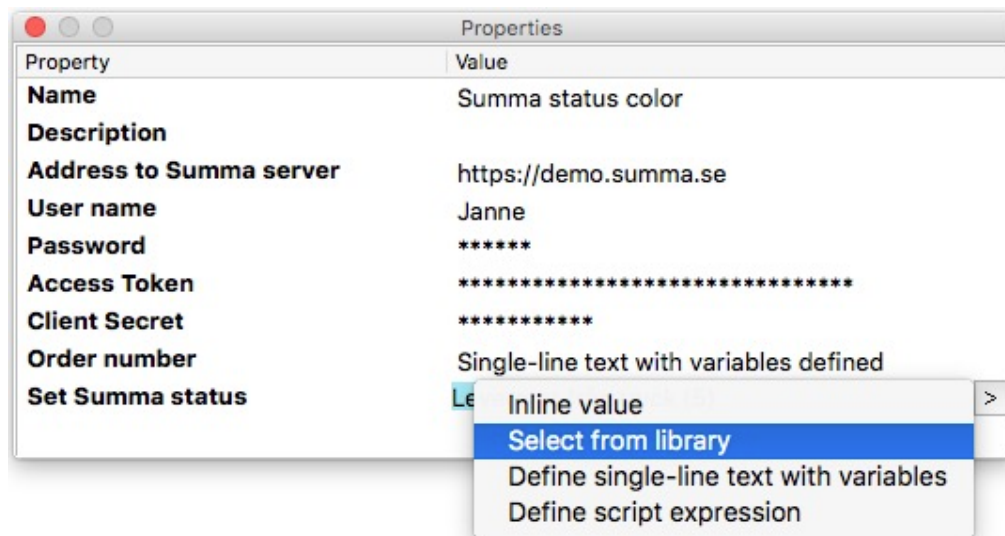 Properties
Property Value
Name Summa status color
Description
Address to Summa server https://demo.summa.se
User name Janne
Password ******
Access Token *********************************
Client Secret ***********
Order number Single-line text with variables defined
Set Summa status >
Inline value
Select from library
Define single-line text with variables
Define script expression